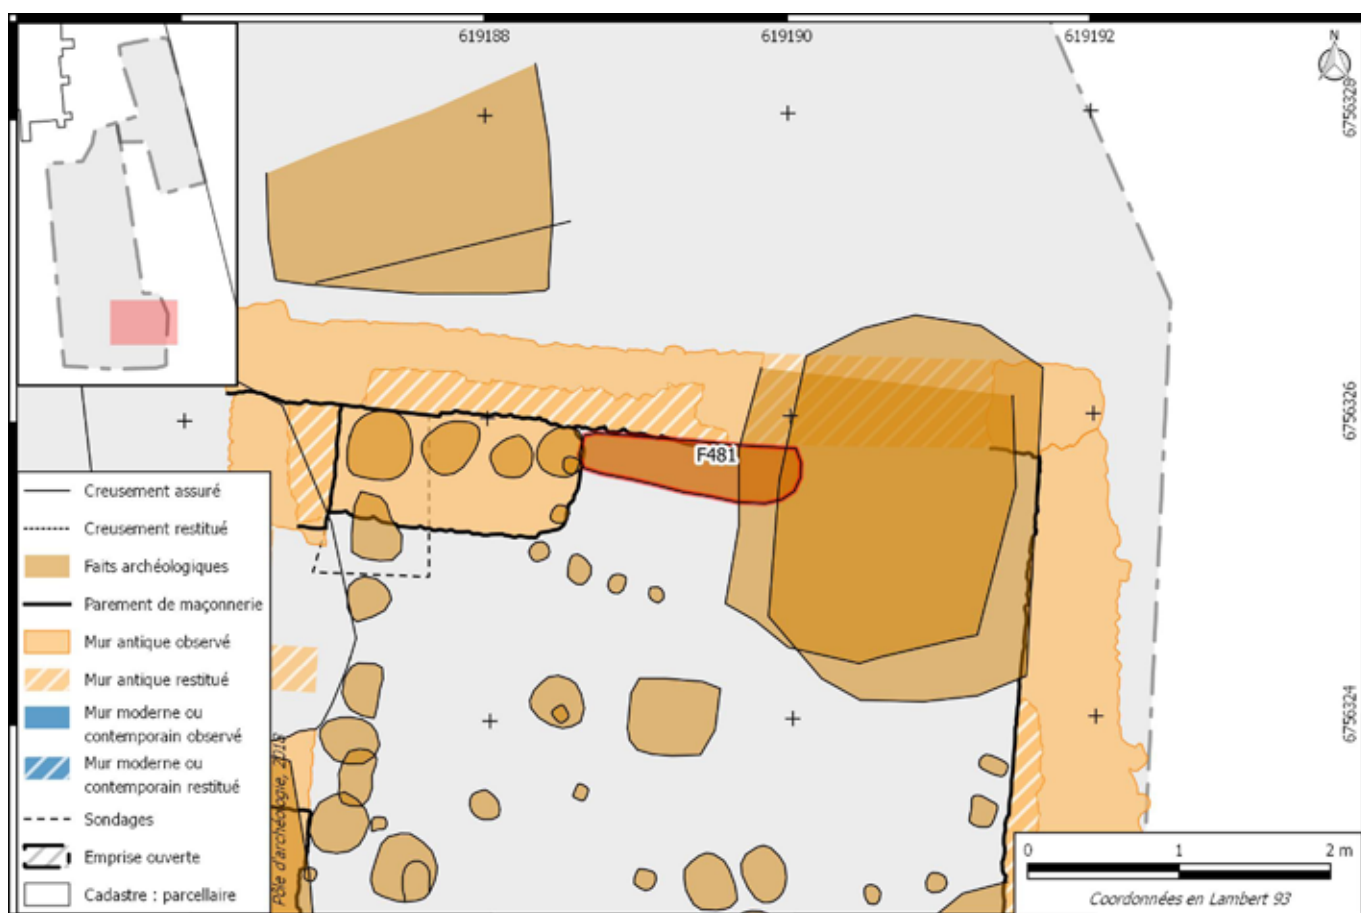 619188
619190
619192
N
6756328
6756326
6756324
F481
Creusement assuré
Creusement restitué
Faits archéologiques
Parement de maçonnerie
Mur antique observé
Mur antique restitué
Mur moderne ou
contemporain observé
Mur moderne ou
contemporain restitué
Sondages
Emprise ouverte
Cadastre : parcellaire
Pôle d'archéologie, 2018
0 1 2 m
Coordonnées en Lambert 93